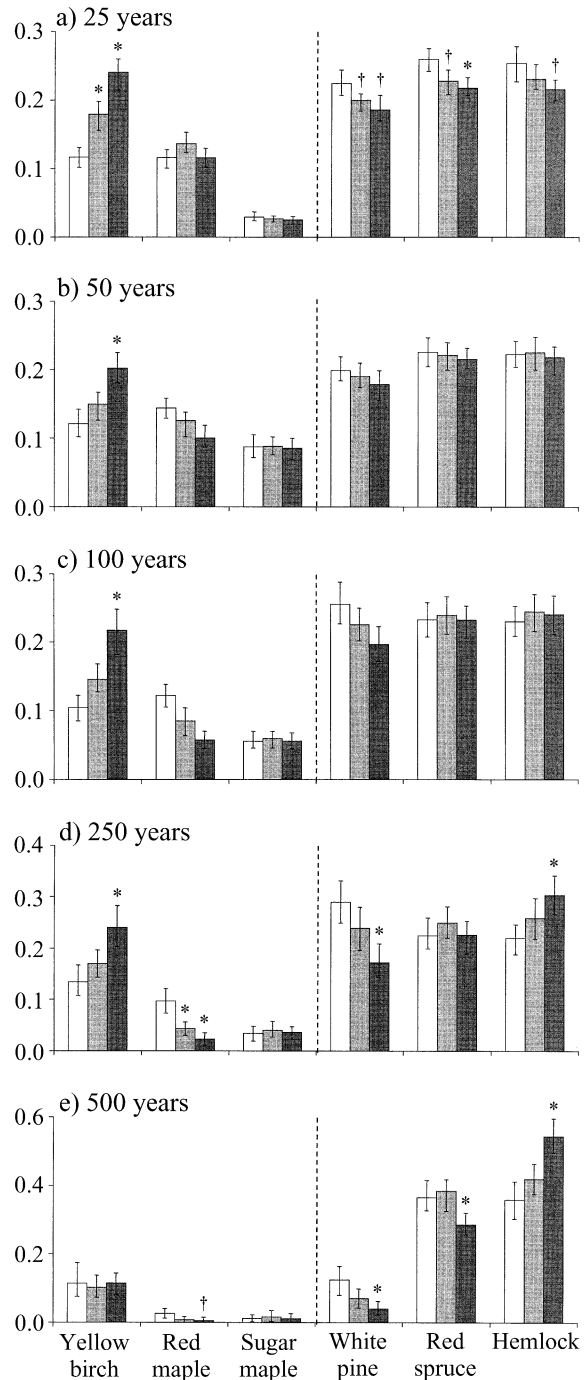 a) 25 years
0.3
* * † † † * †
0.2
0.1
0.0
b) 50 years
0.3
*
0.2
0.1
0.0
c) 100 years
0.3
*
0.2
0.1
0.0
d) 250 years
0.4
* *
0.3
*
0.2
* *
0.1
0.0
e) 500 years
0.6
*
0.4
*
0.2
† *
0.0
Yellow birch
Red maple
Sugar maple
White pine
Red spruce
Hemlock